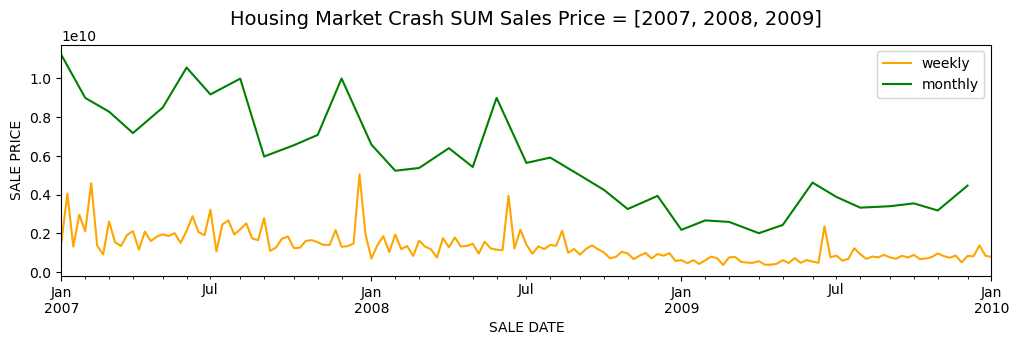 Housing Market Crash SUM Sales Price = [2007, 2008, 2009]
1e10
weekly
monthly
1.0
0.8
0.6
0.4
0.2
0.0
SALE PRICE
Jan Jul Jan Jul Jan Jul Jan
2007 2008 2009 2010
SALE DATE